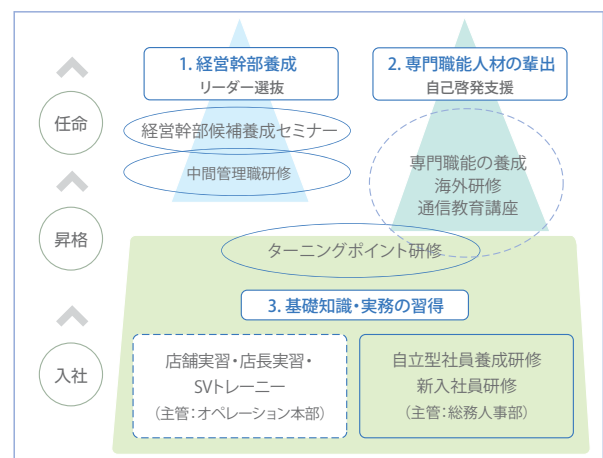 1. 経営幹部養成
リーダー選抜
2. 専門職能人材の輩出
自己啓発支援
任命
経営幹部候補養成セミナー
中間管理職研修
専門職能の養成
海外研修
通信教育講座
昇格
ターニングポイント研修
3. 基礎知識・実務の習得
入社
店舗実習・店長実習・
SVトレーニー
(主管:オペレーション本部)
自立型社員養成研修
新入社員研修
(主管:総務人事部)